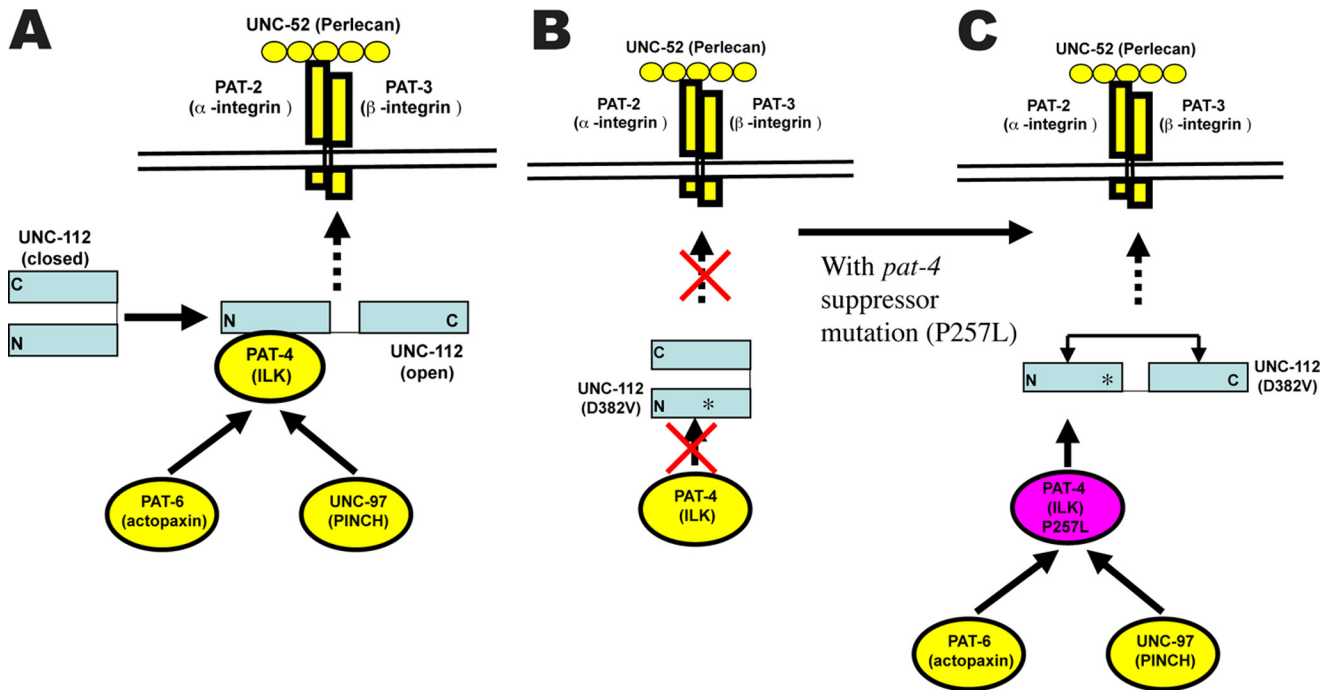 A
UNC-52 (Perlecan)
PAT-2
(α -integrin )
PAT-3
(β -integrin )
UNC-112
(closed)
C
N
N
C
UNC-112
(open)
PAT-4
(ILK)
PAT-6
(actopaxin)
UNC-97
(PINCH)
B
UNC-52 (Perlecan)
PAT-2
(α -integrin )
PAT-3
(β -integrin )
C
UNC-112
(D382V)
N *
PAT-4
(ILK)
With pat-4
suppressor
mutation (P257L)
C
UNC-52 (Perlecan)
PAT-2
(α -integrin )
PAT-3
(β -integrin )
N * C
UNC-112
(D382V)
PAT-4
(ILK)
P257L
PAT-6
(actopaxin)
UNC-97
(PINCH)